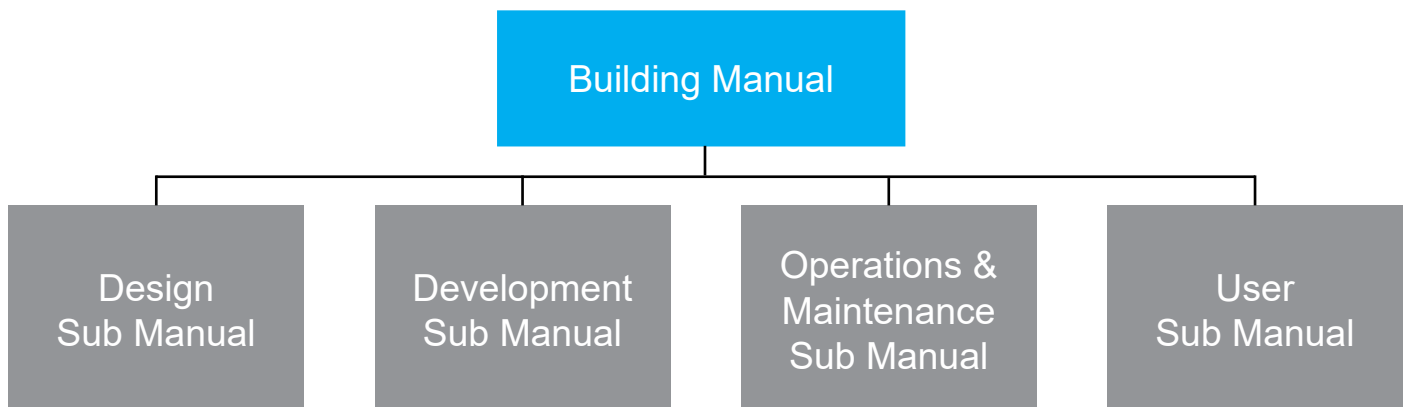 Building Manual
Design
Sub Manual
Development
Sub Manual
Operations &
Maintenance
Sub Manual
User
Sub Manual